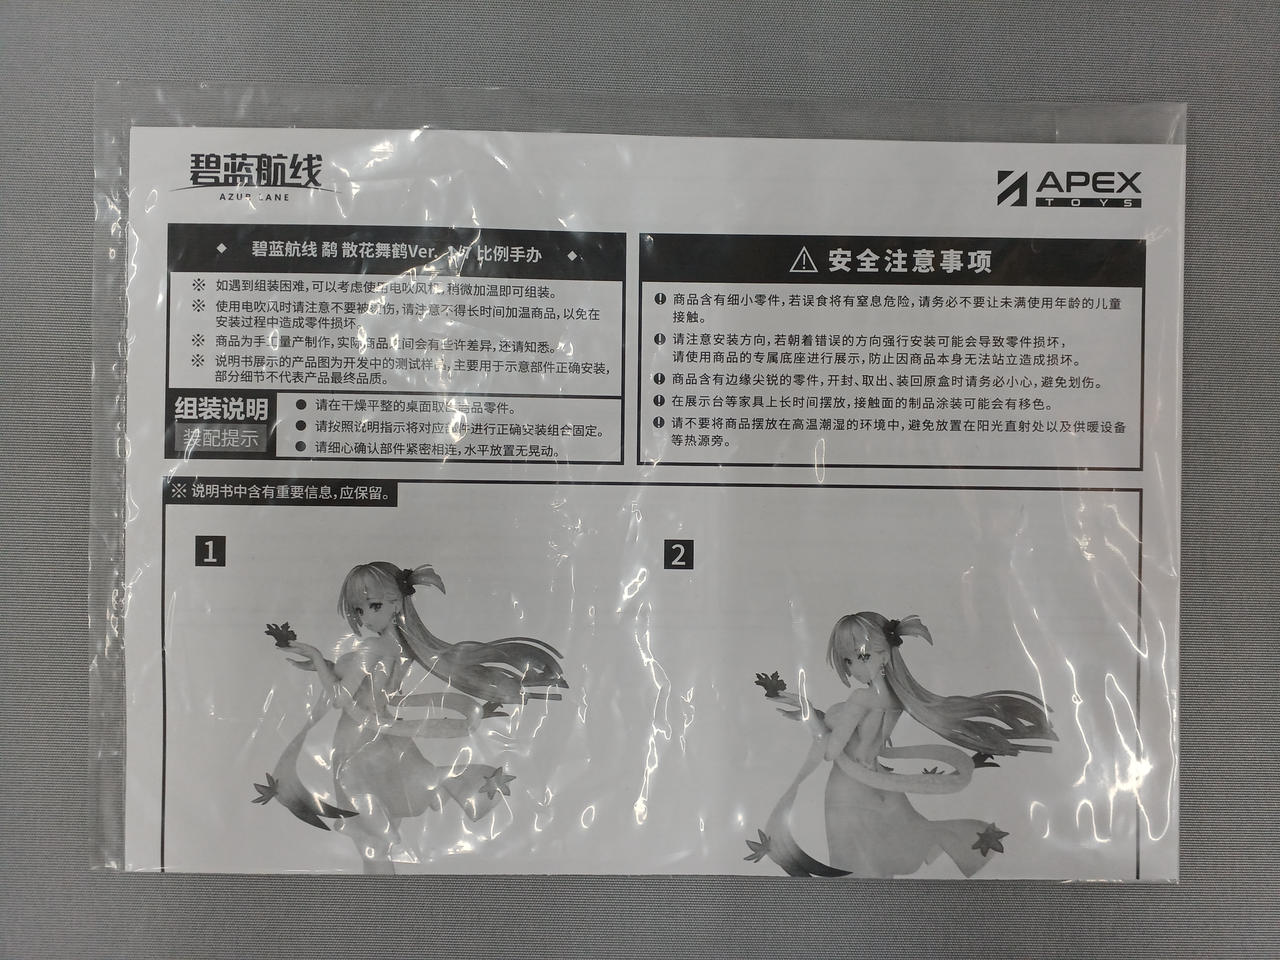 碧蓝航线
AZUR LANE
APEX
TOYS
◆ 碧蓝航线 鹬 散花舞鹤Ver. 1/7 比例手办 ◆
※ 如遇到组装困难,可以考虑使用电吹风机,稍微加温即可组装。
※ 使用电吹风时请注意不要被烫伤,请注意不得长时间加温商品,以免在
安装过程中造成零件损坏。
※ 商品为手工量产制作,实际商品之间会有些许差异,还请知悉。
※ 说明书展示的产品图为开发中的测试样品,主要用于示意部件正确安装,
部分细节不代表产品最终品质。
组装说明
装配提示
● 请在干燥平整的桌面取出商品零件。
● 请按照说明指示将对应部件进行正确安装组合固定。
● 请细心确认部件紧密相连,水平放置无晃动。
安全注意事项
商品含有细小零件,若误食将有窒息危险,请务必不要让未满使用年龄的儿童
接触。
请注意安装方向,若朝着错误的方向强行安装可能会导致零件损坏,
请使用商品的专属底座进行展示,防止因商品本身无法站立造成损坏。
商品含有边缘尖锐的零件,开封、取出、装回原盒时请务必小心,避免划伤。
在展示台等家具上长时间摆放,接触面的制品涂装可能会有移色。
请不要将商品摆放在高温潮湿的环境中,避免放置在阳光直射处以及供暖设备
等热源旁。
※ 说明书中含有重要信息,应保留。
1
2